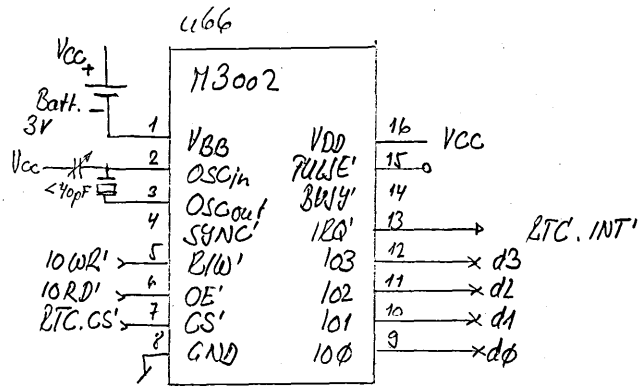 u66
M3002
Vcc
+
Batt.
3V
1 VBB VDD 16 Vcc
Vcc 2 OSCin PULSE' 15
<40pF 3 OSCout BUSY' 14
4 SYNC' IRQ' 13 RTC.INT'
IOWR' 5 R/W' IO3 12 d3
IORD' 6 OE' IO2 11 d2
RTC.CS' 7 CS' IO1 10 d1
8 GND IOØ 9 dØ